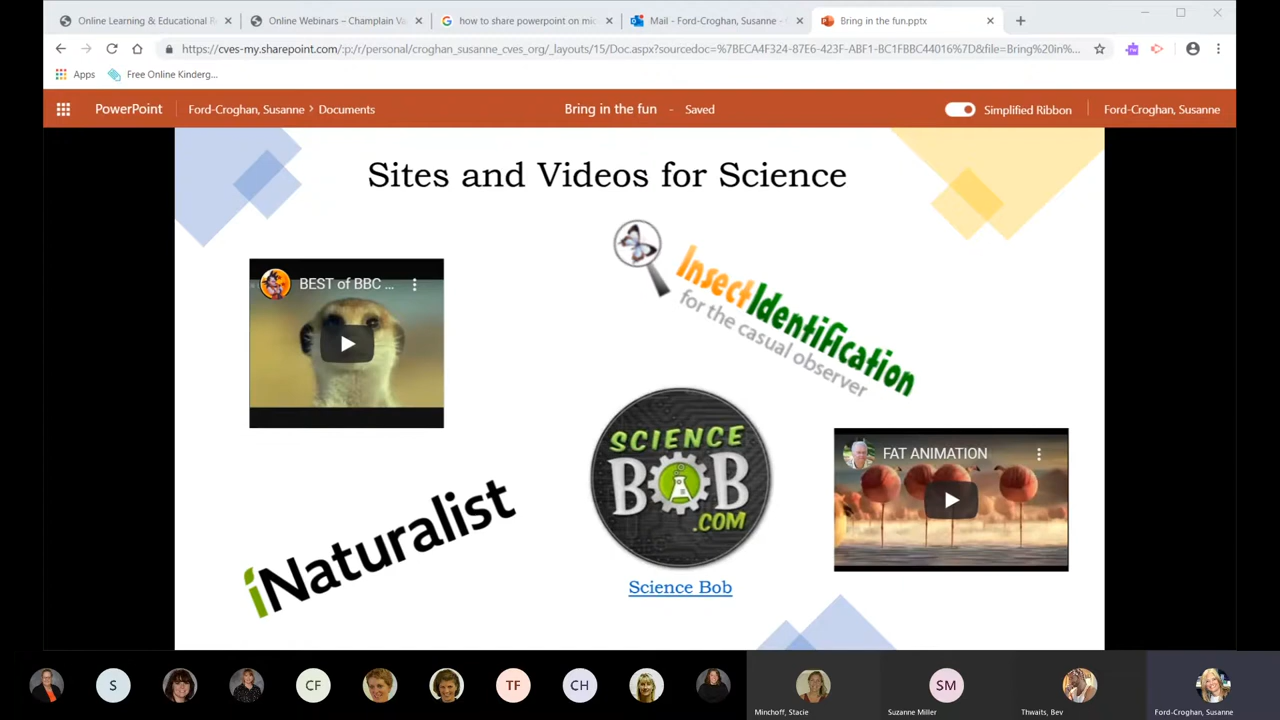 Online Learning & Educational R
Online Webinars – Champlain Va
how to share powerpoint on mic
Mail - Ford-Croghan, Susanne -
Bring in the fun.pptx
https://cves-my.sharepoint.com/:p:/r/personal/croghan_susanne_cves_org/_layouts/15/Doc.aspx?sourcedoc=%7BECA4F324-87E6-423F-ABF1-BC1FBBC44016%7D&file=Bring%20in%...
Apps
Free Online Kinderg...
PowerPoint
Ford-Croghan, Susanne > Documents
Bring in the fun - Saved
Simplified Ribbon
Ford-Croghan, Susanne
Sites and Videos for Science
BEST of BBC ...
InsectIdentification
for the casual observer
SCIENCE
BOB
.COM
Science Bob
FAT ANIMATION
iNaturalist
S
CF
TF
CH
SM
Minchoff, Stacie
Suzanne Miller
Thwaits, Bev
Ford-Croghan, Susanne